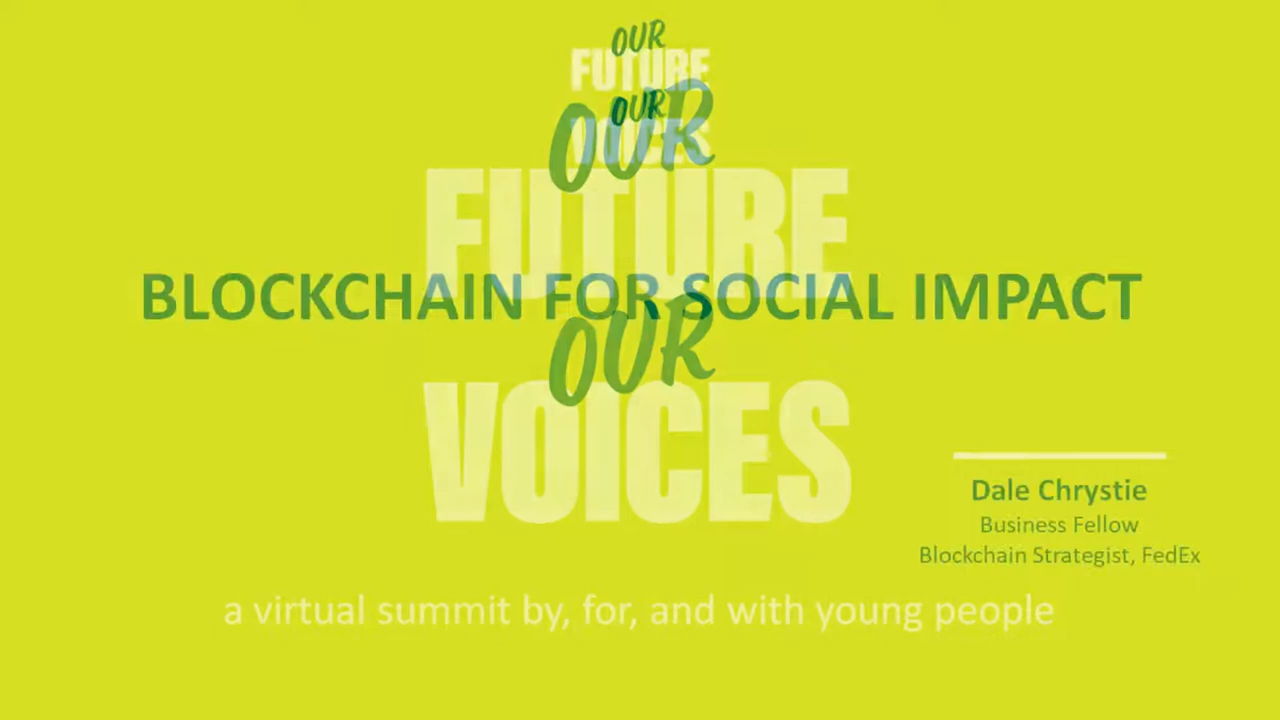 OUR
FUTURE
OUR
VOICES
OUR
FUTURE
BLOCKCHAIN FOR SOCIAL IMPACT
OUR
VOICES
Dale Chrystie
Business Fellow
Blockchain Strategist, FedEx
a virtual summit by, for, and with young people